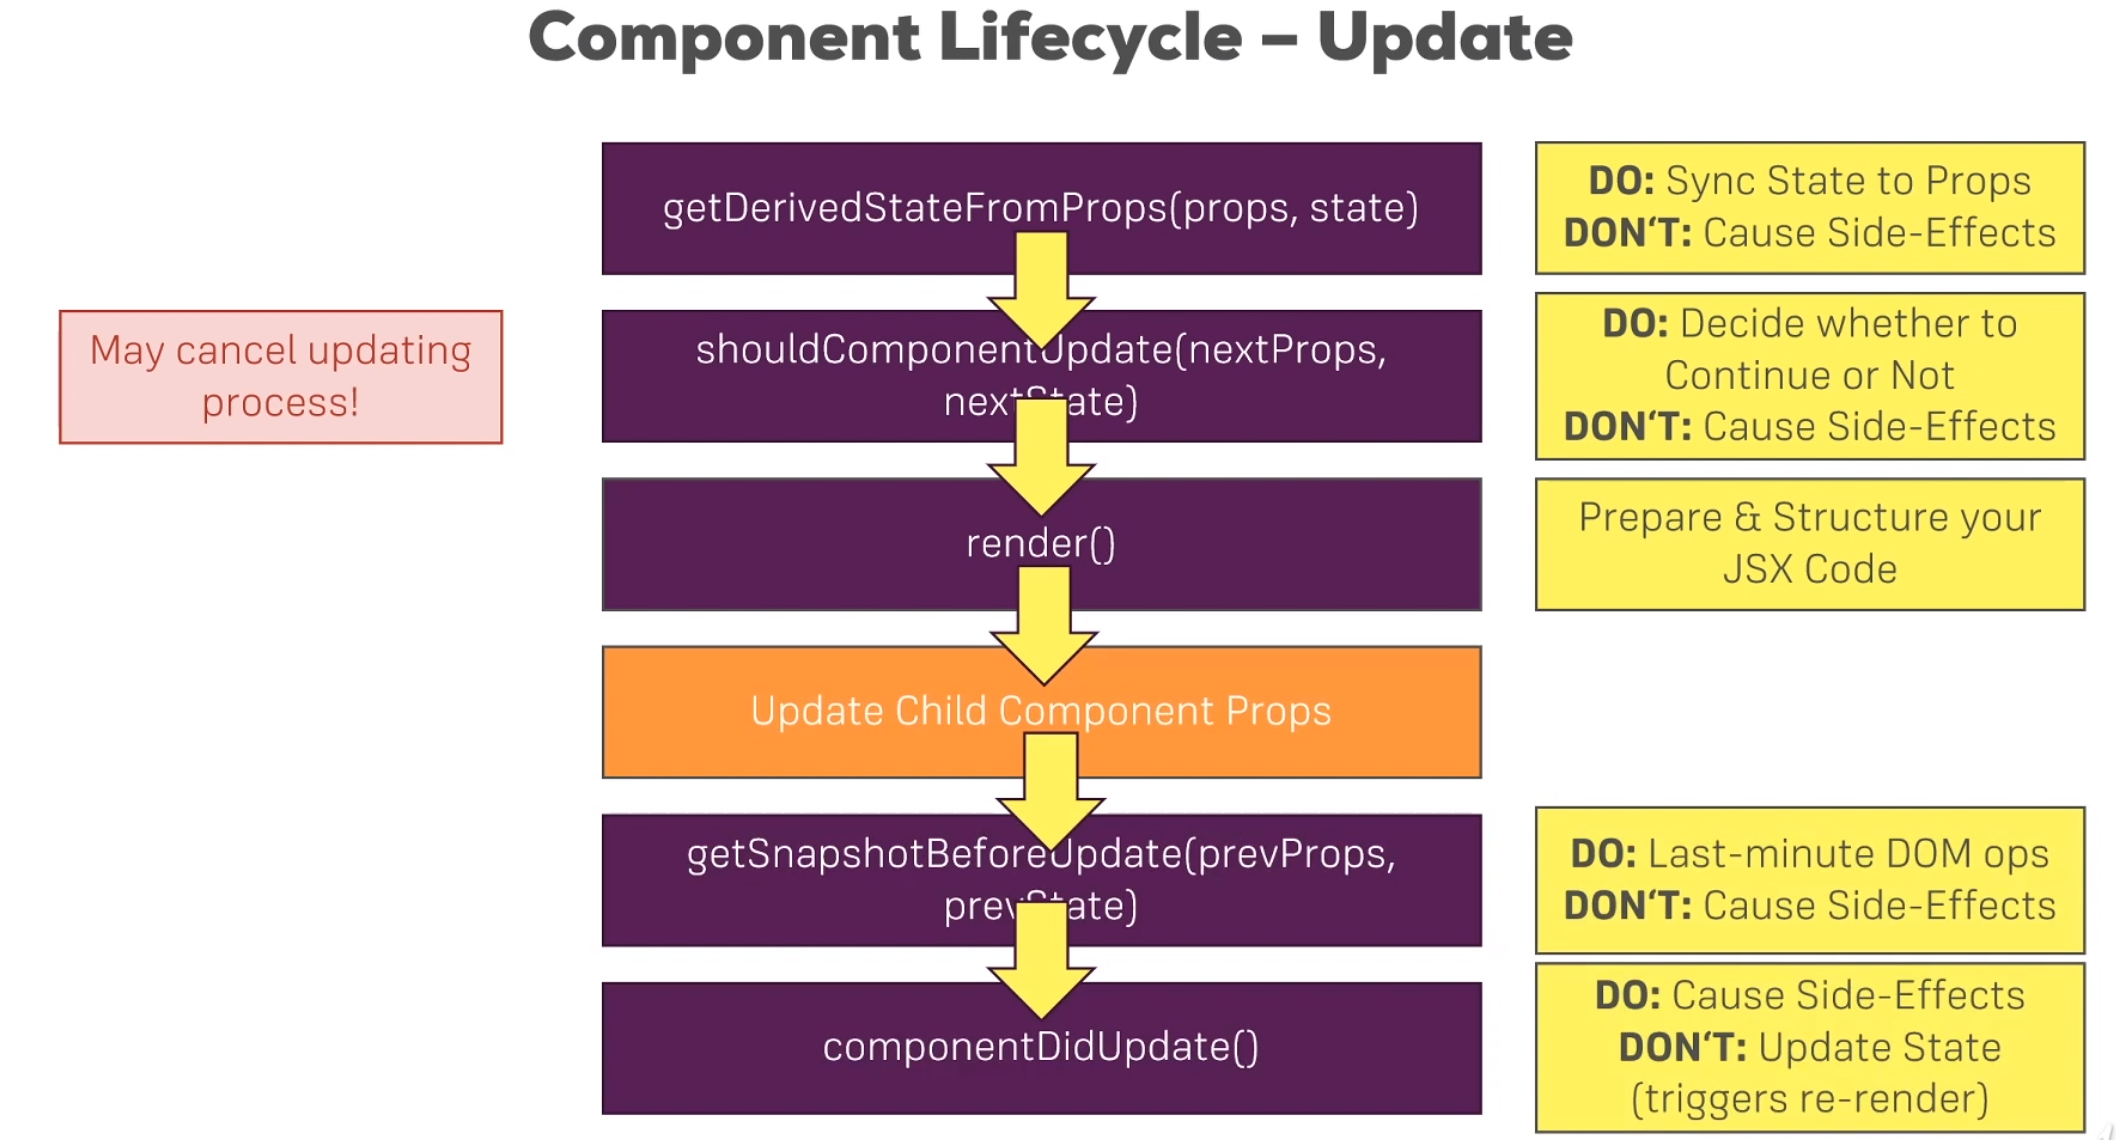 Component Lifecycle – Update
getDerivedStateFromProps(props, state)
DO: Sync State to Props
DON‘T: Cause Side-Effects
May cancel updating
process!
shouldComponentUpdate(nextProps,
nextState)
DO: Decide whether to
Continue or Not
DON‘T: Cause Side-Effects
render()
Prepare & Structure your
JSX Code
Update Child Component Props
getSnapshotBeforeUpdate(prevProps,
prevState)
DO: Last-minute DOM ops
DON‘T: Cause Side-Effects
componentDidUpdate()
DO: Cause Side-Effects
DON‘T: Update State
(triggers re-render)